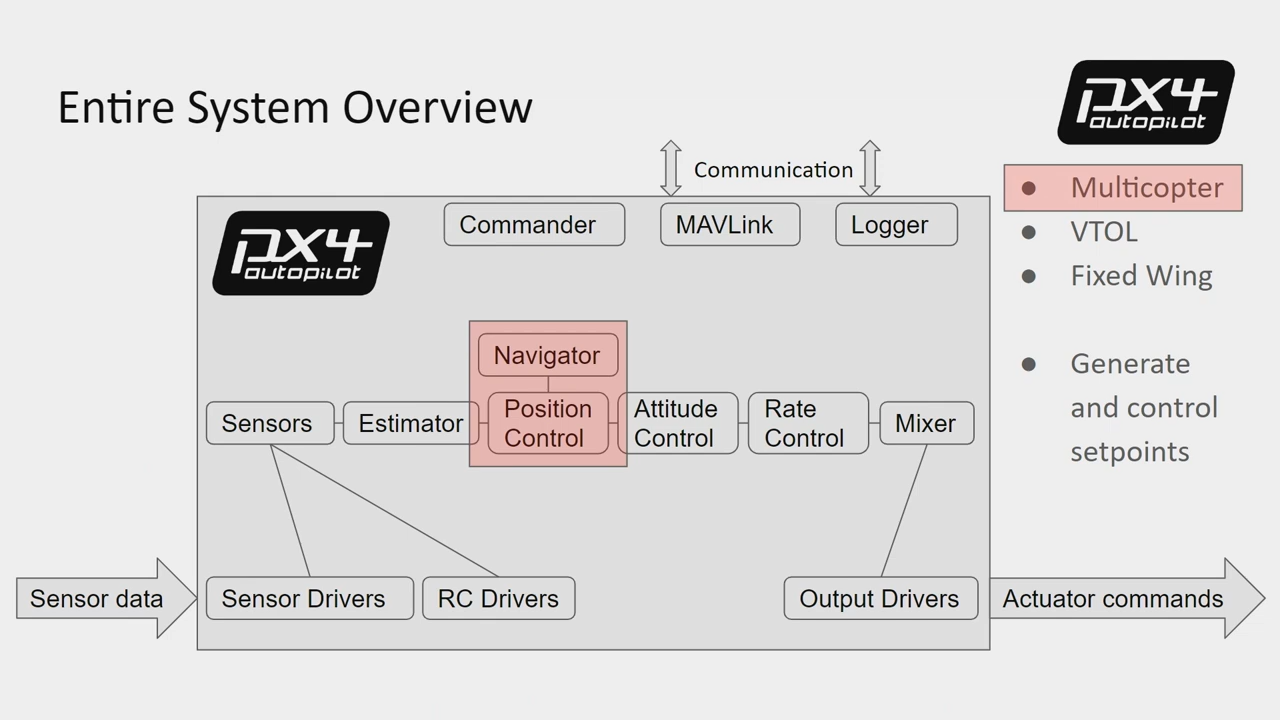 Entire System Overview
px4
autopilot
Communication
Commander
MAVLink
Logger
px4
autopilot
Navigator
Sensors
Estimator
Position
Control
Attitude
Control
Rate
Control
Mixer
Sensor data
Sensor Drivers
RC Drivers
Output Drivers
Actuator commands
● Multicopter
● VTOL
● Fixed Wing
● Generate
and control
setpoints